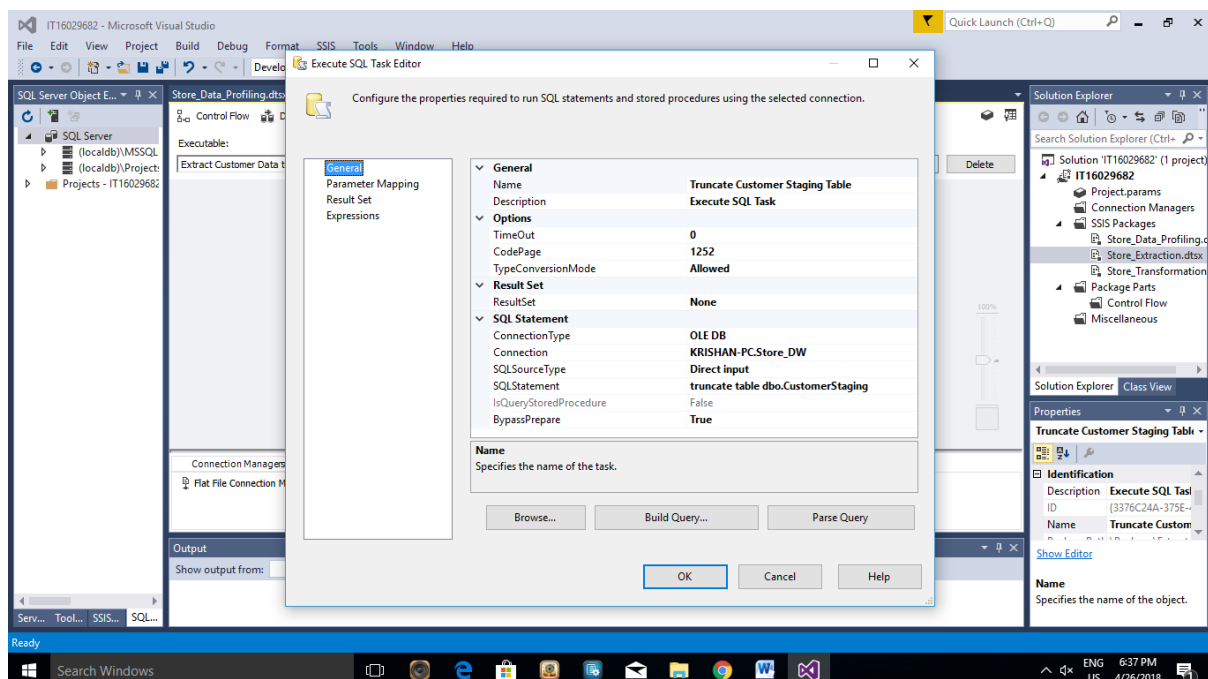 IT16029682 - Microsoft Visual Studio
Quick Launch (Ctrl+Q)
File Edit View Project Build Debug Format SSIS Tools Window Help
Develo
SQL Server Object E...
SQL Server
(localdb)\MSSQL
(localdb)\Projects
Projects - IT16029682
Serv... Tool... SSIS... SQL...
Store_Data_Profiling.dtsx
Control Flow D
Executable:
Extract Customer Data t
Delete
100%
Connection Managers
Flat File Connection M
Output
Show output from:
Execute SQL Task Editor
Configure the properties required to run SQL statements and stored procedures using the selected connection.
General
Parameter Mapping
Result Set
Expressions
General
Name Truncate Customer Staging Table
Description Execute SQL Task
Options
TimeOut 0
CodePage 1252
TypeConversionMode Allowed
Result Set
ResultSet None
SQL Statement
ConnectionType OLE DB
Connection KRISHAN-PC.Store_DW
SQLSourceType Direct input
SQLStatement truncate table dbo.CustomerStaging
IsQueryStoredProcedure False
BypassPrepare True
Name
Specifies the name of the task.
Browse... Build Query... Parse Query
OK Cancel Help
Solution Explorer
Search Solution Explorer (Ctrl+
Solution 'IT16029682' (1 project)
IT16029682
Project.params
Connection Managers
SSIS Packages
Store_Data_Profiling.d
Store_Extraction.dtsx
Store_Transformation
Package Parts
Control Flow
Miscellaneous
Solution Explorer Class View
Properties
Truncate Customer Staging Table
Identification
Description Execute SQL Task
ID {3376C24A-375E-4
Name Truncate Custom
Show Editor
Name
Specifies the name of the object.
Ready
Search Windows
ENG 6:37 PM
US 4/26/2018